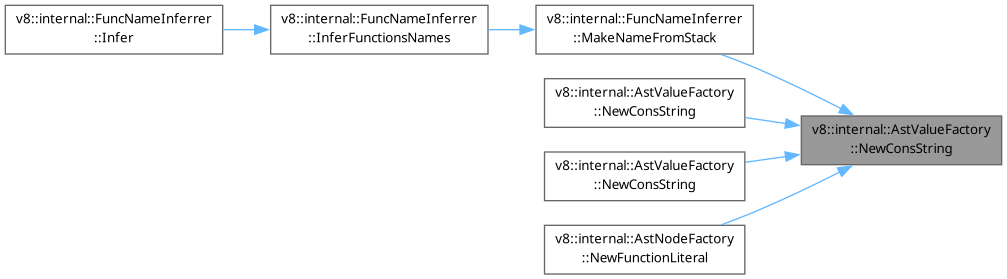 v8::internal::FuncNameInferrer
::Infer
v8::internal::FuncNameInferrer
::InferFunctionsNames
v8::internal::FuncNameInferrer
::MakeNameFromStack
v8::internal::AstValueFactory
::NewConsString
v8::internal::AstValueFactory
::NewConsString
v8::internal::AstNodeFactory
::NewFunctionLiteral
v8::internal::AstValueFactory
::NewConsString